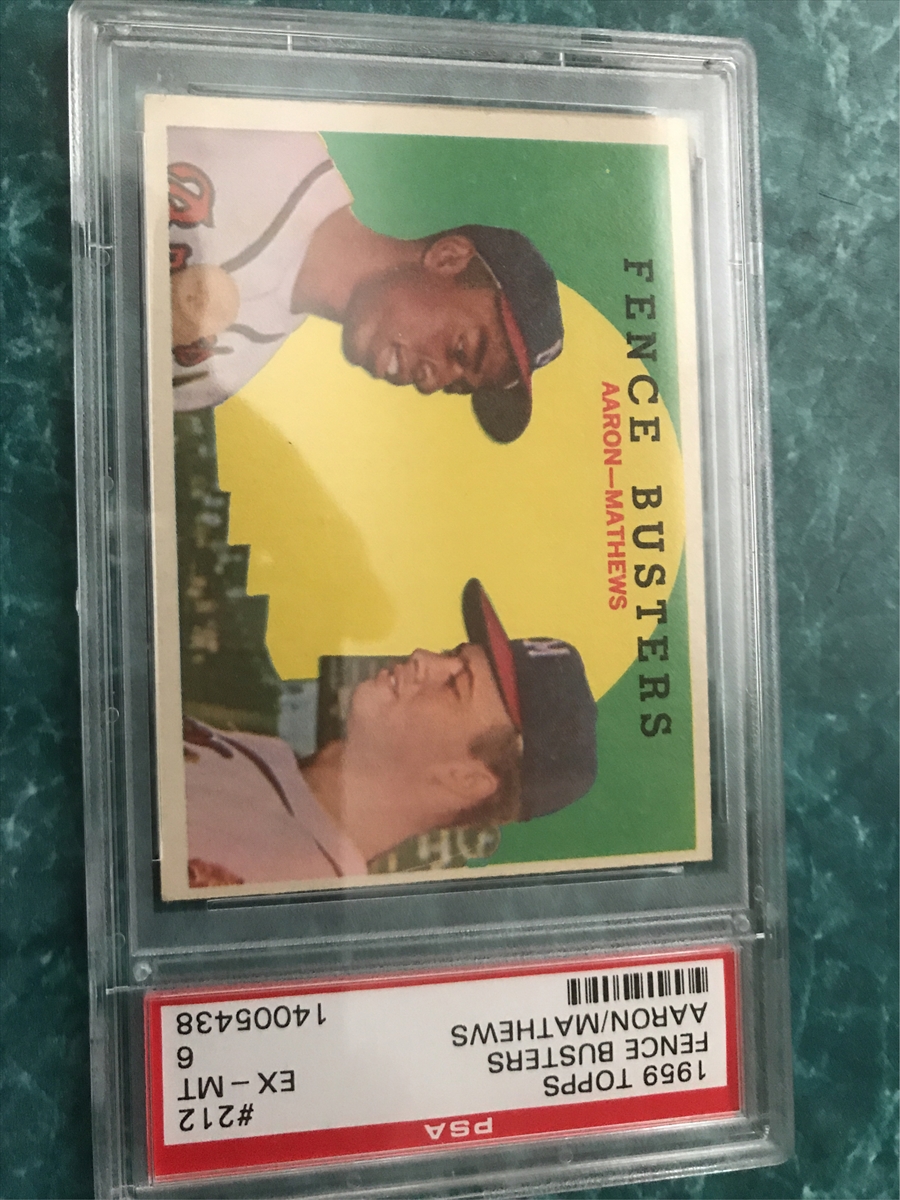 FENCE BUSTERS
AARON—MATHEWS
PSA
1959 TOPPS #212
FENCE BUSTERS EX – MT
AARON/MATHEWS 6
14005438